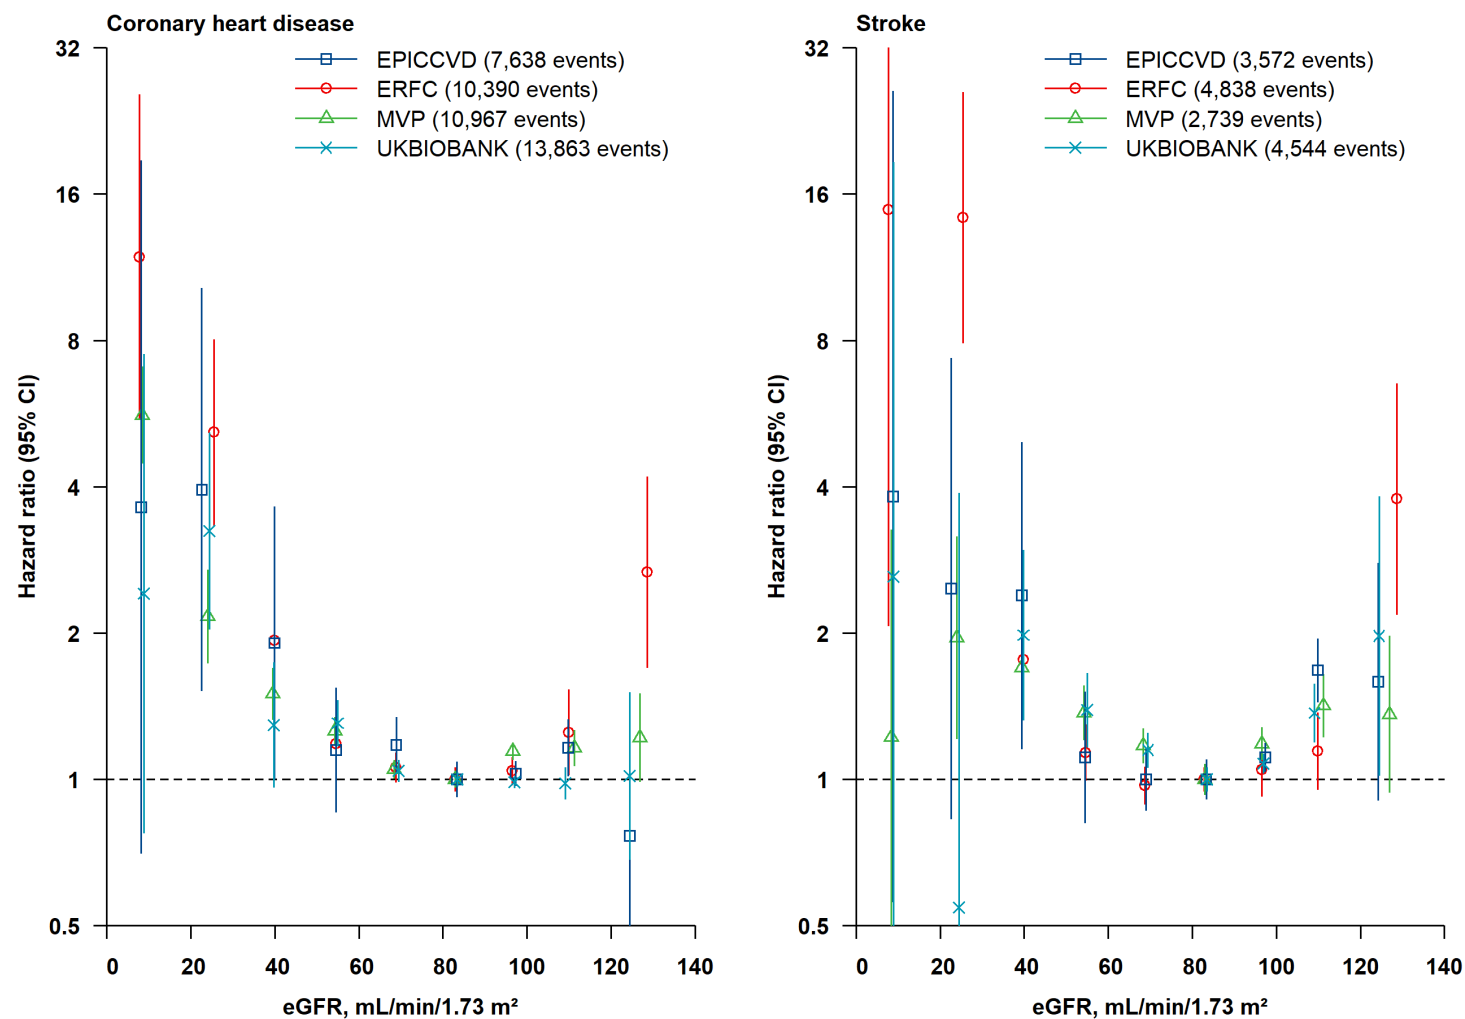 Coronary heart disease
EPICCVD (7,638 events)
ERFC (10,390 events)
MVP (10,967 events)
UKBIOBANK (13,863 events)
Hazard ratio (95% CI)
32
16
8
4
2
1
0.5
0 20 40 60 80 100 120 140
eGFR, mL/min/1.73 m²
Stroke
EPICCVD (3,572 events)
ERFC (4,838 events)
MVP (2,739 events)
UKBIOBANK (4,544 events)
Hazard ratio (95% CI)
32
16
8
4
2
1
0.5
0 20 40 60 80 100 120 140
eGFR, mL/min/1.73 m²